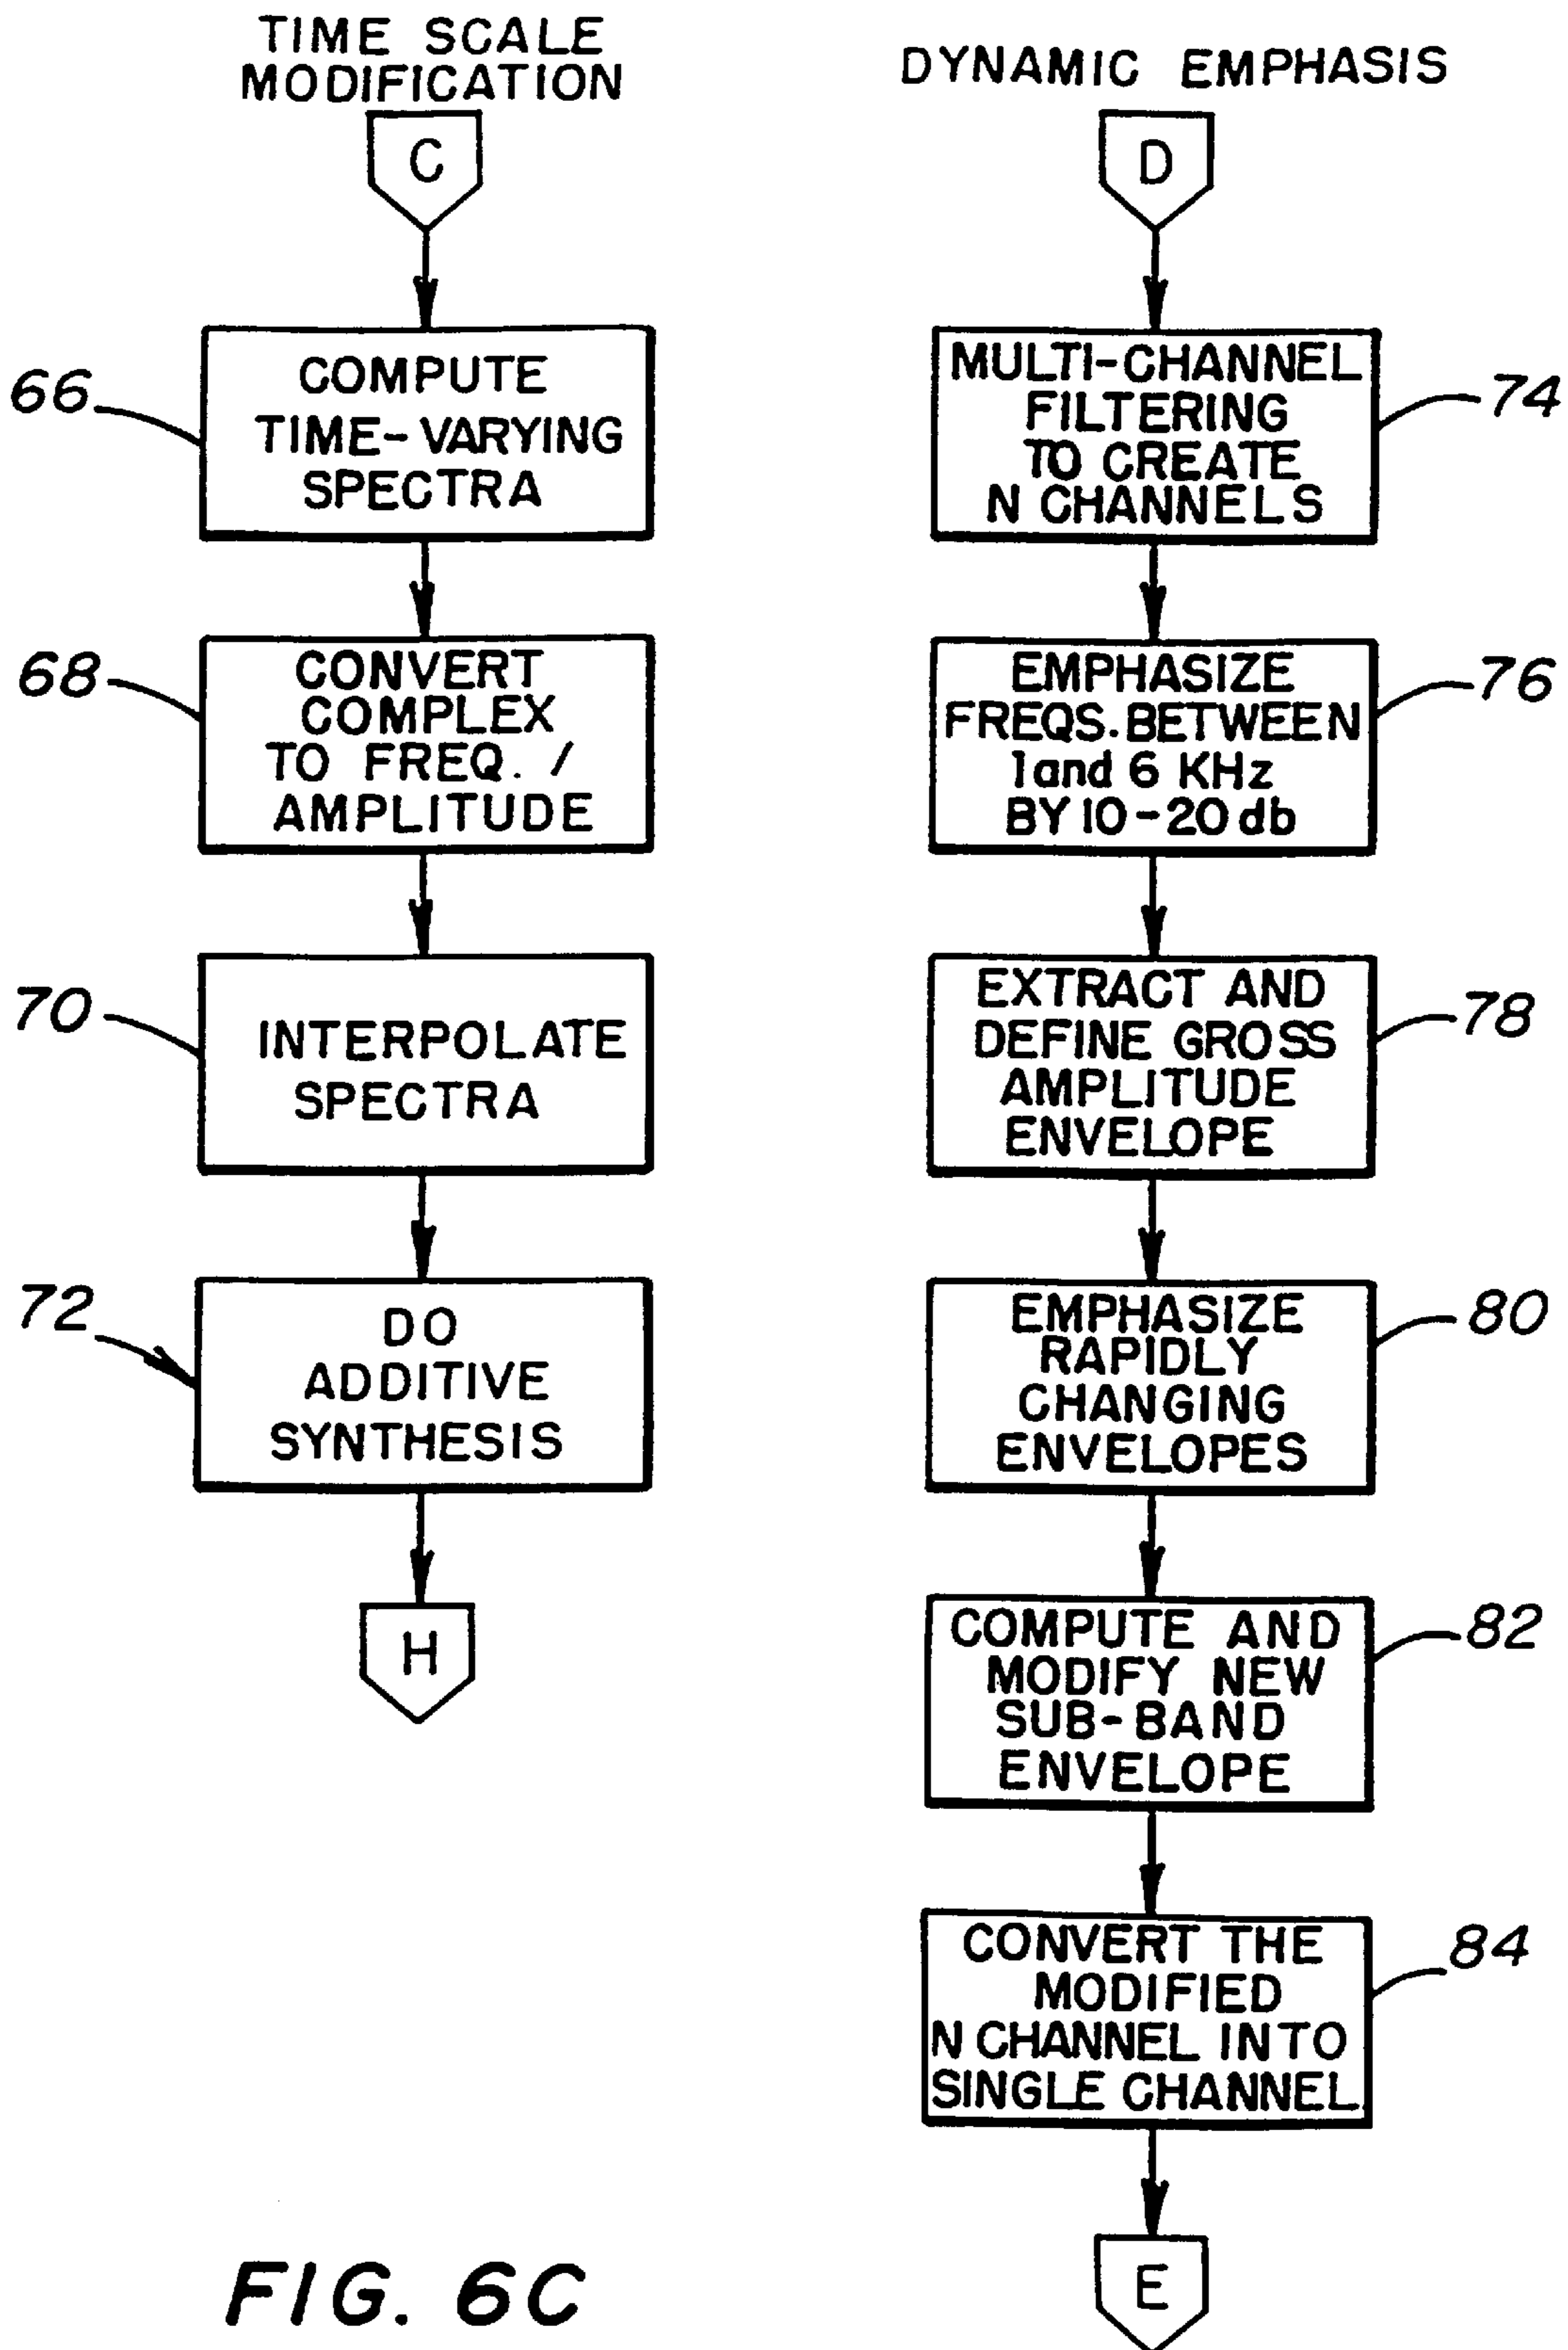 TIME SCALE
MODIFICATION
C
66
COMPUTE
TIME-VARYING
SPECTRA
68
CONVERT
COMPLEX
TO FREQ. /
AMPLITUDE
70
INTERPOLATE
SPECTRA
72
DO
ADDITIVE
SYNTHESIS
H
DYNAMIC EMPHASIS
D
MULTI-CHANNEL
FILTERING
TO CREATE
N CHANNELS
74
EMPHASIZE
FREQS. BETWEEN
1 and 6 KHz
BY 10-20 db
76
EXTRACT AND
DEFINE GROSS
AMPLITUDE
ENVELOPE
78
EMPHASIZE
RAPIDLY
CHANGING
ENVELOPES
80
COMPUTE AND
MODIFY NEW
SUB-BAND
ENVELOPE
82
CONVERT THE
MODIFIED
N CHANNEL INTO
SINGLE CHANNEL
84
E
FIG. 6C